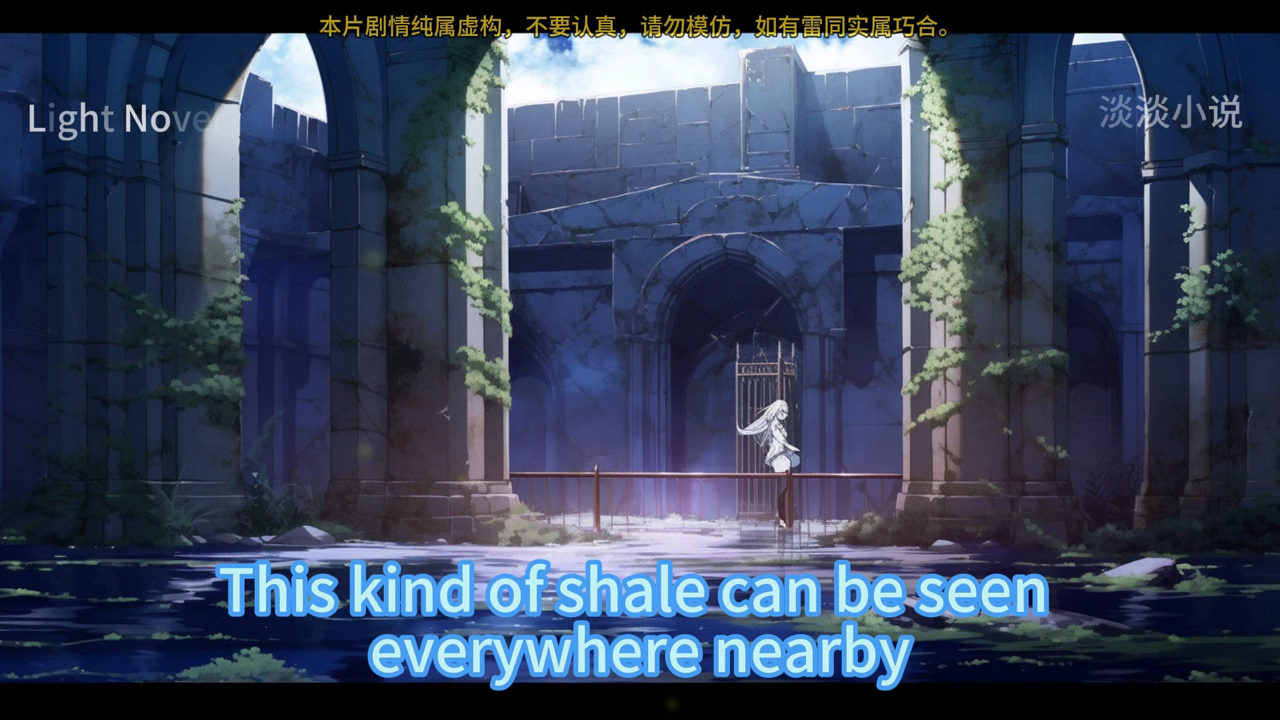 本片剧情纯属虚构，不要认真，请勿模仿，如有雷同实属巧合。
Light Nove
淡淡小说
This kind of shale can be seen
everywhere nearby